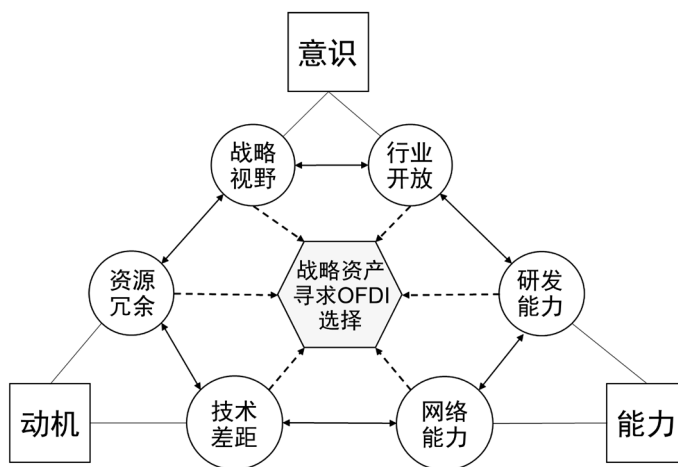 意识
战略
视野
行业
开放
资源
冗余
战略资产
寻求OFDI
选择
研发
能力
动机
技术
差距
网络
能力
能力